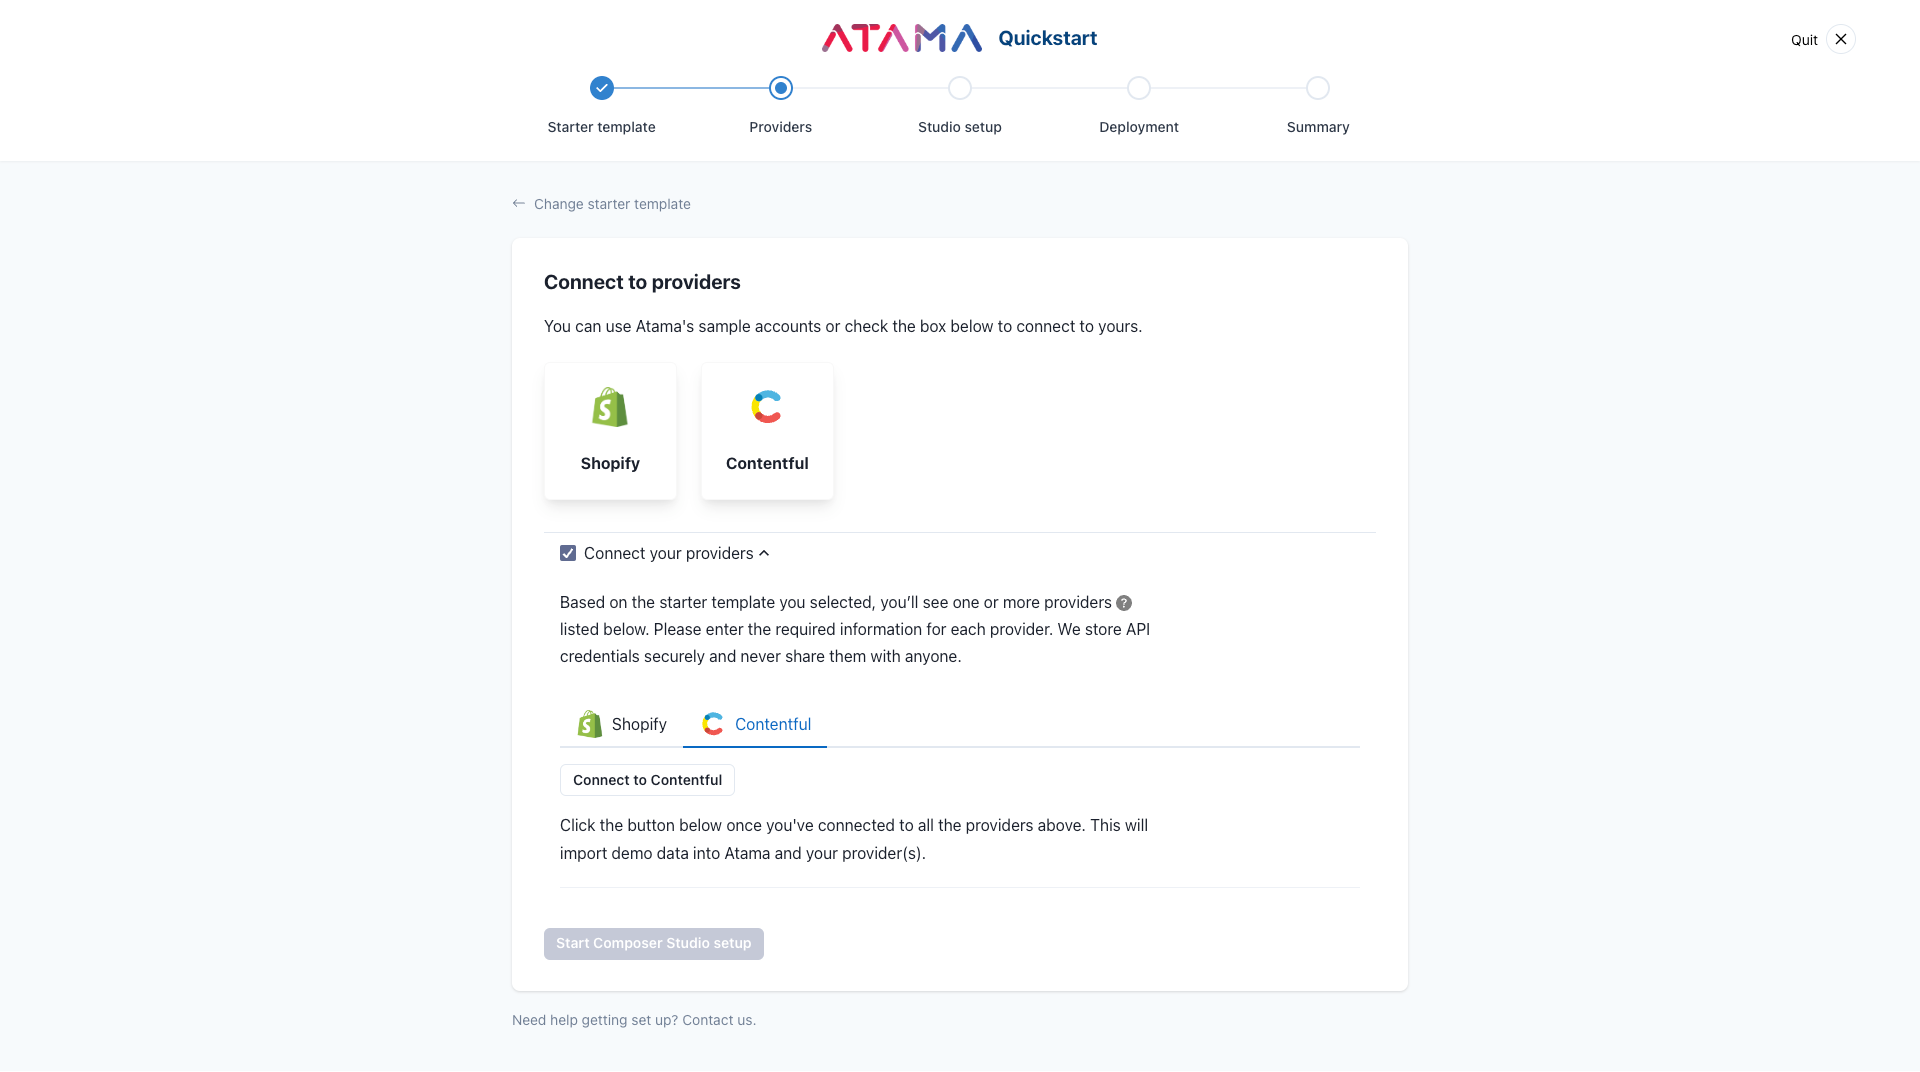 ATAMA Quickstart
Quit
Starter template
Providers
Studio setup
Deployment
Summary
Change starter template
Connect to providers
You can use Atama's sample accounts or check the box below to connect to yours.
Shopify
Contentful
Connect your providers
Based on the starter template you selected, you’ll see one or more providers ?
listed below. Please enter the required information for each provider. We store API
credentials securely and never share them with anyone.
Shopify
Contentful
Connect to Contentful
Click the button below once you've connected to all the providers above. This will
import demo data into Atama and your provider(s).
Start Composer Studio setup
Need help getting set up? Contact us.